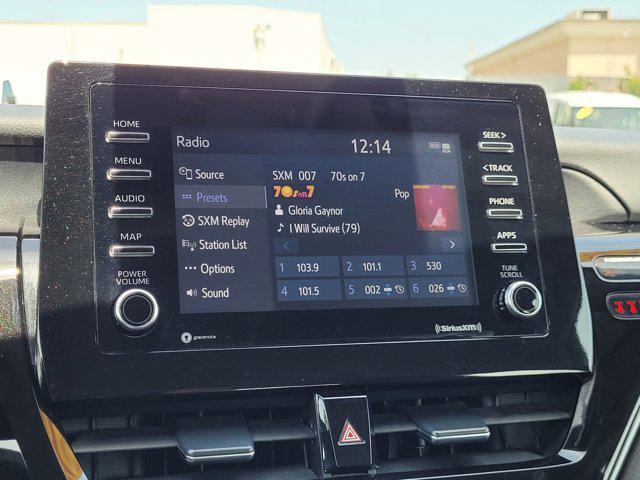 HOME
MENU
AUDIO
MAP
POWER
VOLUME
Radio
12:14
Source
Presets
SXM Replay
Station List
Options
Sound
SXM 007 70s on 7
70s on 7
Pop
Gloria Gaynor
I Will Survive (79)
1 103.9 2 101.1 3 530
4 101.5 5 002 6 026
SEEK >
< TRACK
PHONE
APPS
TUNE
SCROLL
gracenote
((SiriusXM))